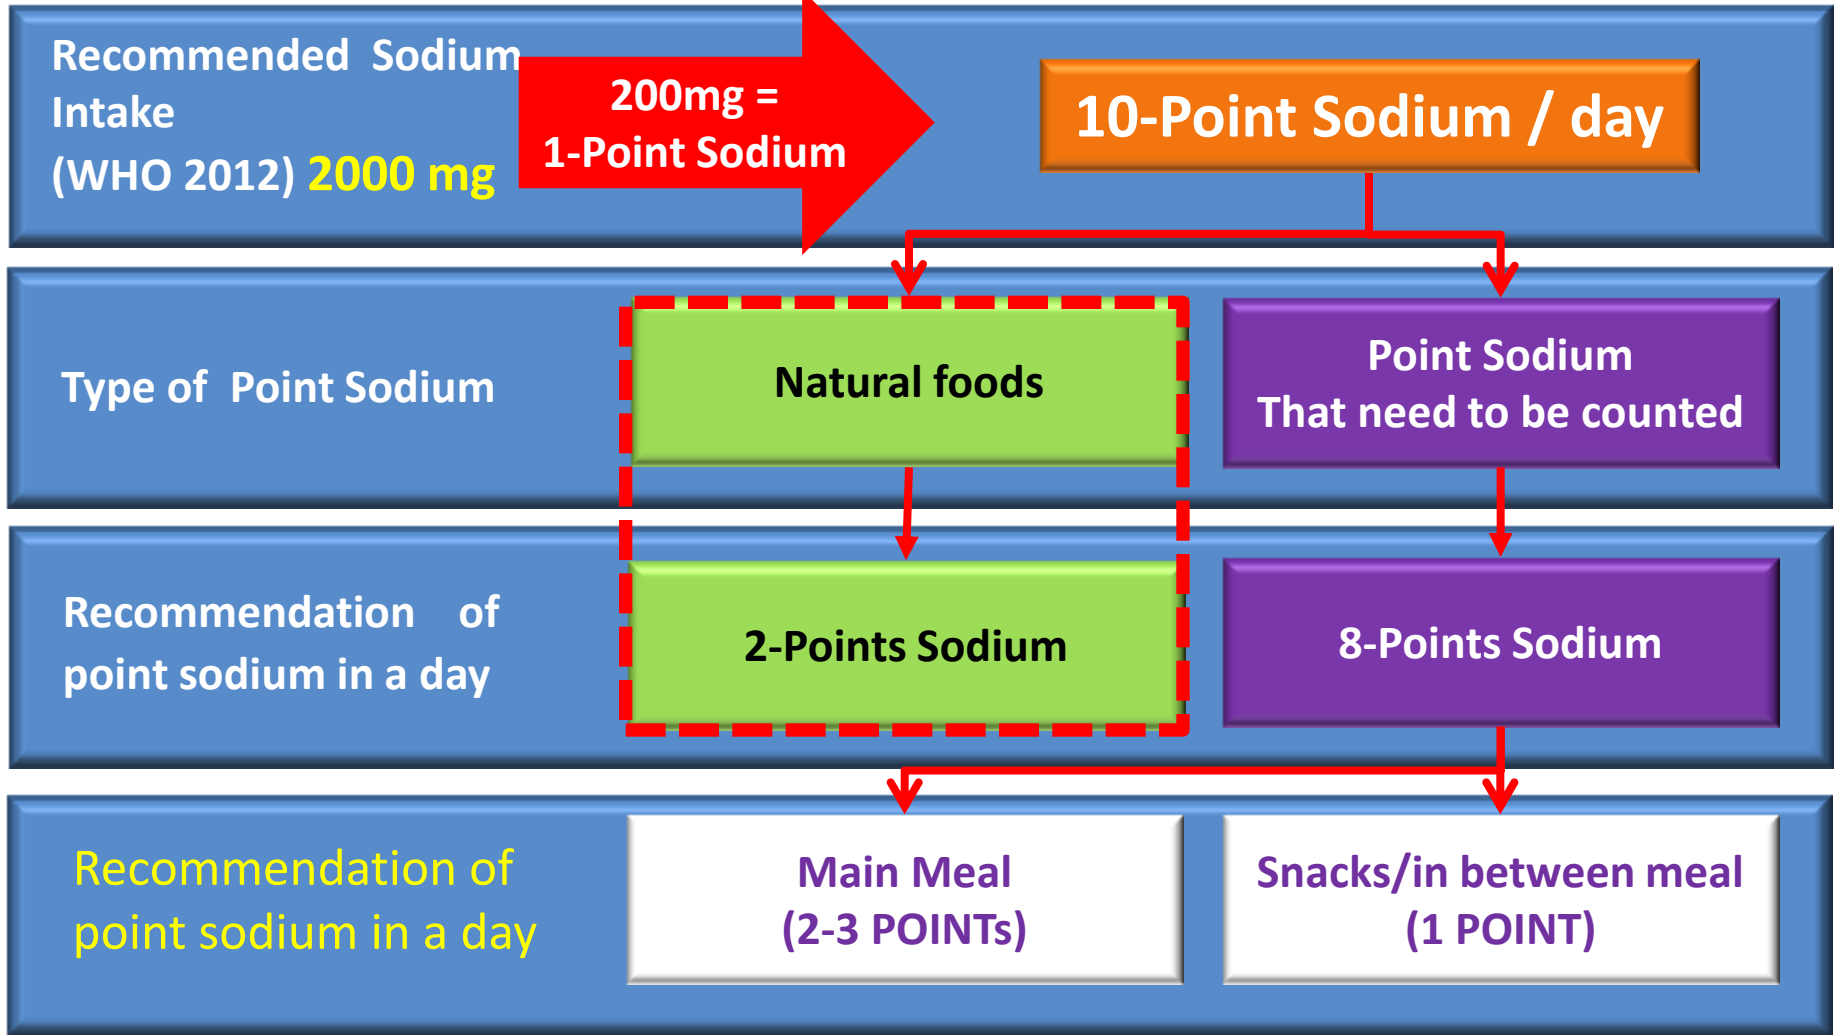 Recommended Sodium
Intake
(WHO 2012) 2000 mg
200mg =
1-Point Sodium
10-Point Sodium / day
Type of Point Sodium
Natural foods
Point Sodium
That need to be counted
Recommendation of
point sodium in a day
2-Points Sodium
8-Points Sodium
Recommendation of
point sodium in a day
Main Meal
(2-3 POINTs)
Snacks/in between meal
(1 POINT)